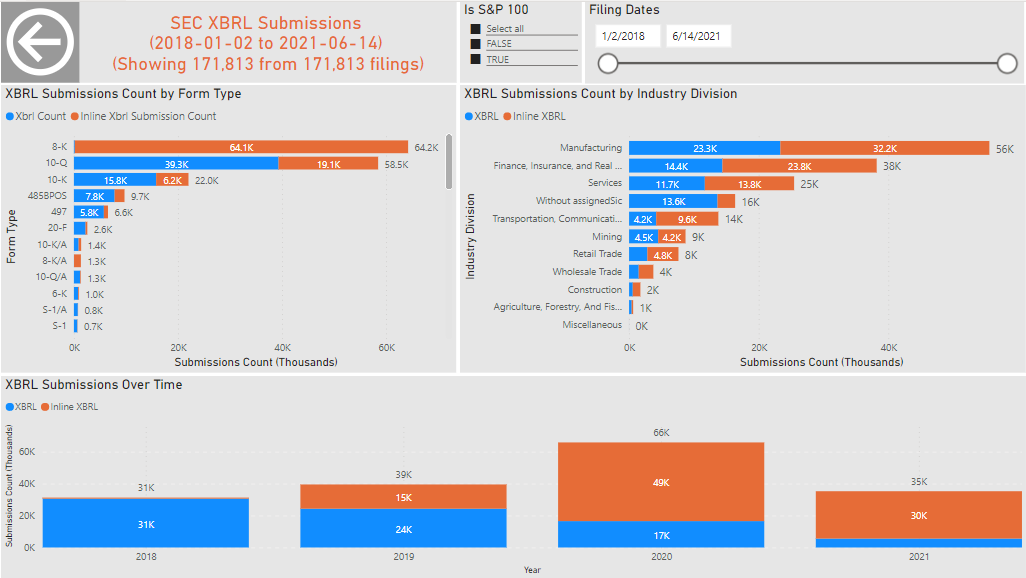 SEC XBRL Submissions
(2018-01-02 to 2021-06-14)
(Showing 171,813 from 171,813 filings)
Is S&P 100
Select all
FALSE
TRUE
Filing Dates
1/2/2018 6/14/2021
XBRL Submissions Count by Form Type
Xbrl Count Inline Xbrl Submission Count
Form Type
8-K 64.1K 64.2K
10-Q 39.3K 19.1K 58.5K
10-K 15.8K 6.2K 22.0K
485BPOS 7.8K 9.7K
497 5.8K 6.6K
20-F 2.6K
10-K/A 1.4K
8-K/A 1.3K
10-Q/A 1.3K
6-K 1.0K
S-1/A 0.8K
S-1 0.7K
0K 20K 40K 60K
Submissions Count (Thousands)
XBRL Submissions Count by Industry Division
XBRL Inline XBRL
Industry Division
Manufacturing 23.3K 32.2K 56K
Finance, Insurance, and Real ... 14.4K 23.8K 38K
Services 11.7K 13.8K 25K
Without assignedSic 13.6K 16K
Transportation, Communicati... 4.2K 9.6K 14K
Mining 4.5K 4.2K 9K
Retail Trade 4.8K 8K
Wholesale Trade 4K
Construction 2K
Agriculture, Forestry, And Fis... 1K
Miscellaneous 0K
0K 20K 40K
Submissions Count (Thousands)
XBRL Submissions Over Time
XBRL Inline XBRL
Submissions Count (Thousands)
60K
40K
20K
0K
31K 39K 66K 35K
15K 49K 30K
31K 24K 17K
2018 2019 2020 2021
Year